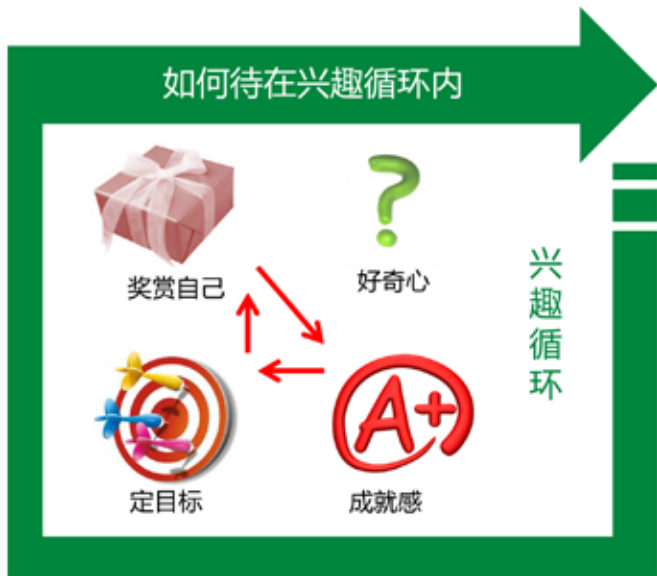 如何待在兴趣循环内
奖赏自己
好奇心
兴趣循环
A+
定目标
成就感